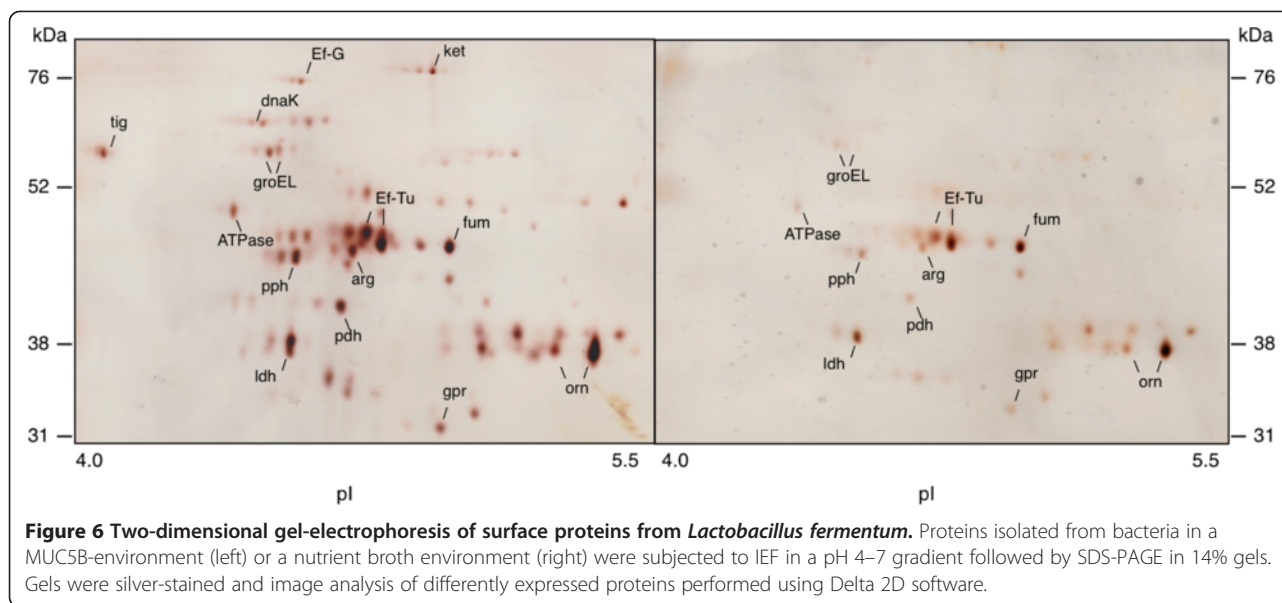 kDa
76
52
38
31
Ef-G
ket
dnaK
tig
groEL
Ef-Tu
ATPase
fum
pph
arg
pdh
ldh
orn
gpr
4.0
5.5
pI
kDa
76
52
38
31
groEL
Ef-Tu
ATPase
fum
pph
arg
pdh
ldh
gpr
orn
4.0
5.5
pI
Figure 6 Two-dimensional gel-electrophoresis of surface proteins from Lactobacillus fermentum. Proteins isolated from bacteria in a
MUC5B-environment (left) or a nutrient broth environment (right) were subjected to IEF in a pH 4–7 gradient followed by SDS-PAGE in 14% gels.
Gels were silver-stained and image analysis of differently expressed proteins performed using Delta 2D software.